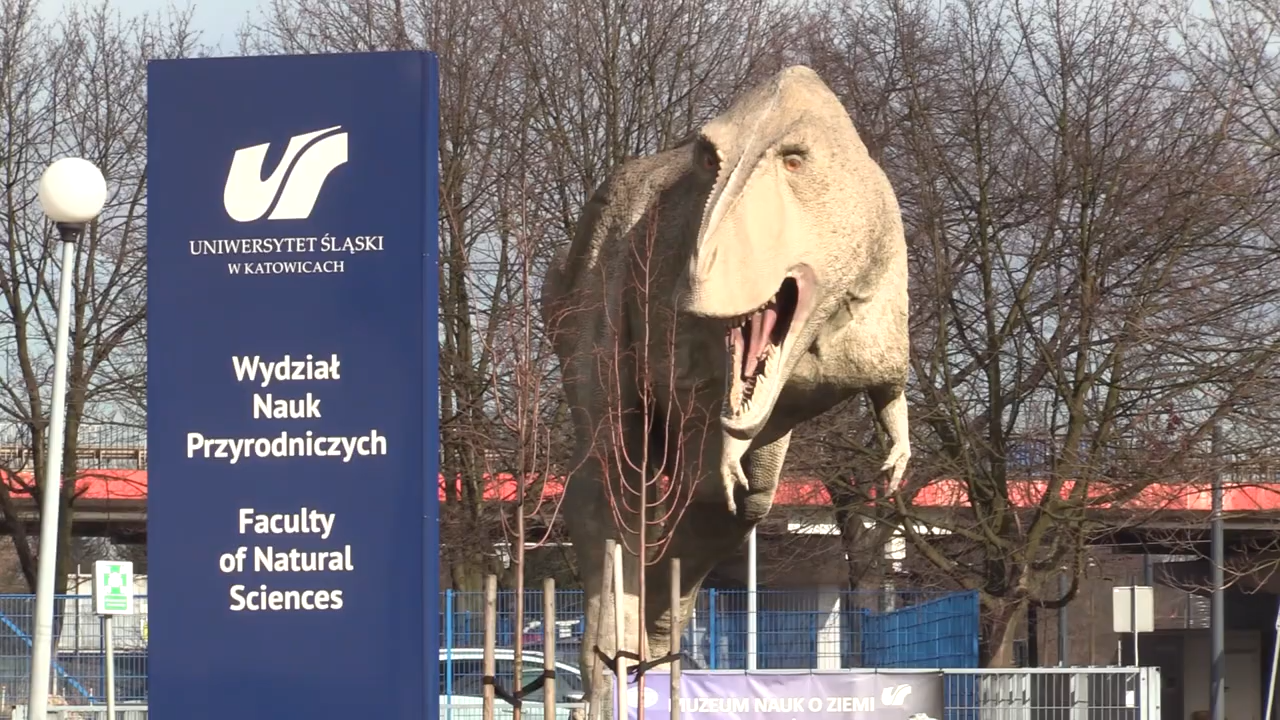 UNIWERSYTET ŚLĄSKI
W KATOWICACH
Wydział
Nauk
Przyrodniczych
Faculty
of Natural
Sciences
MUZEUM NAUK O ZIEMI